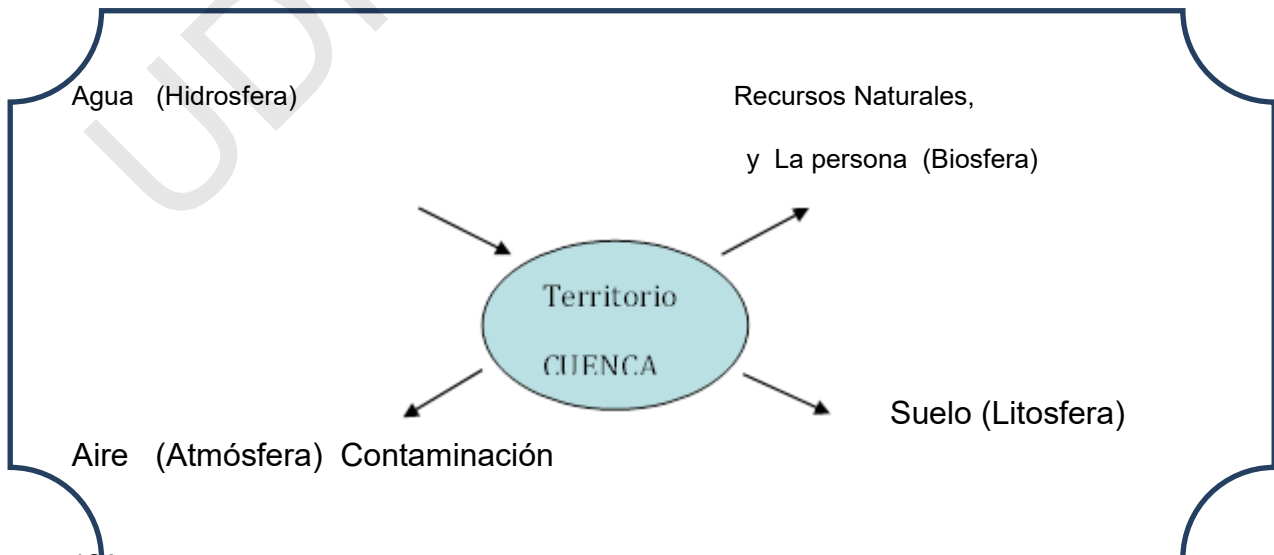 Agua (Hidrosfera)
Recursos Naturales,
y La persona (Biosfera)
Territorio
CUENCA
Suelo (Litosfera)
Aire (Atmósfera) Contaminación